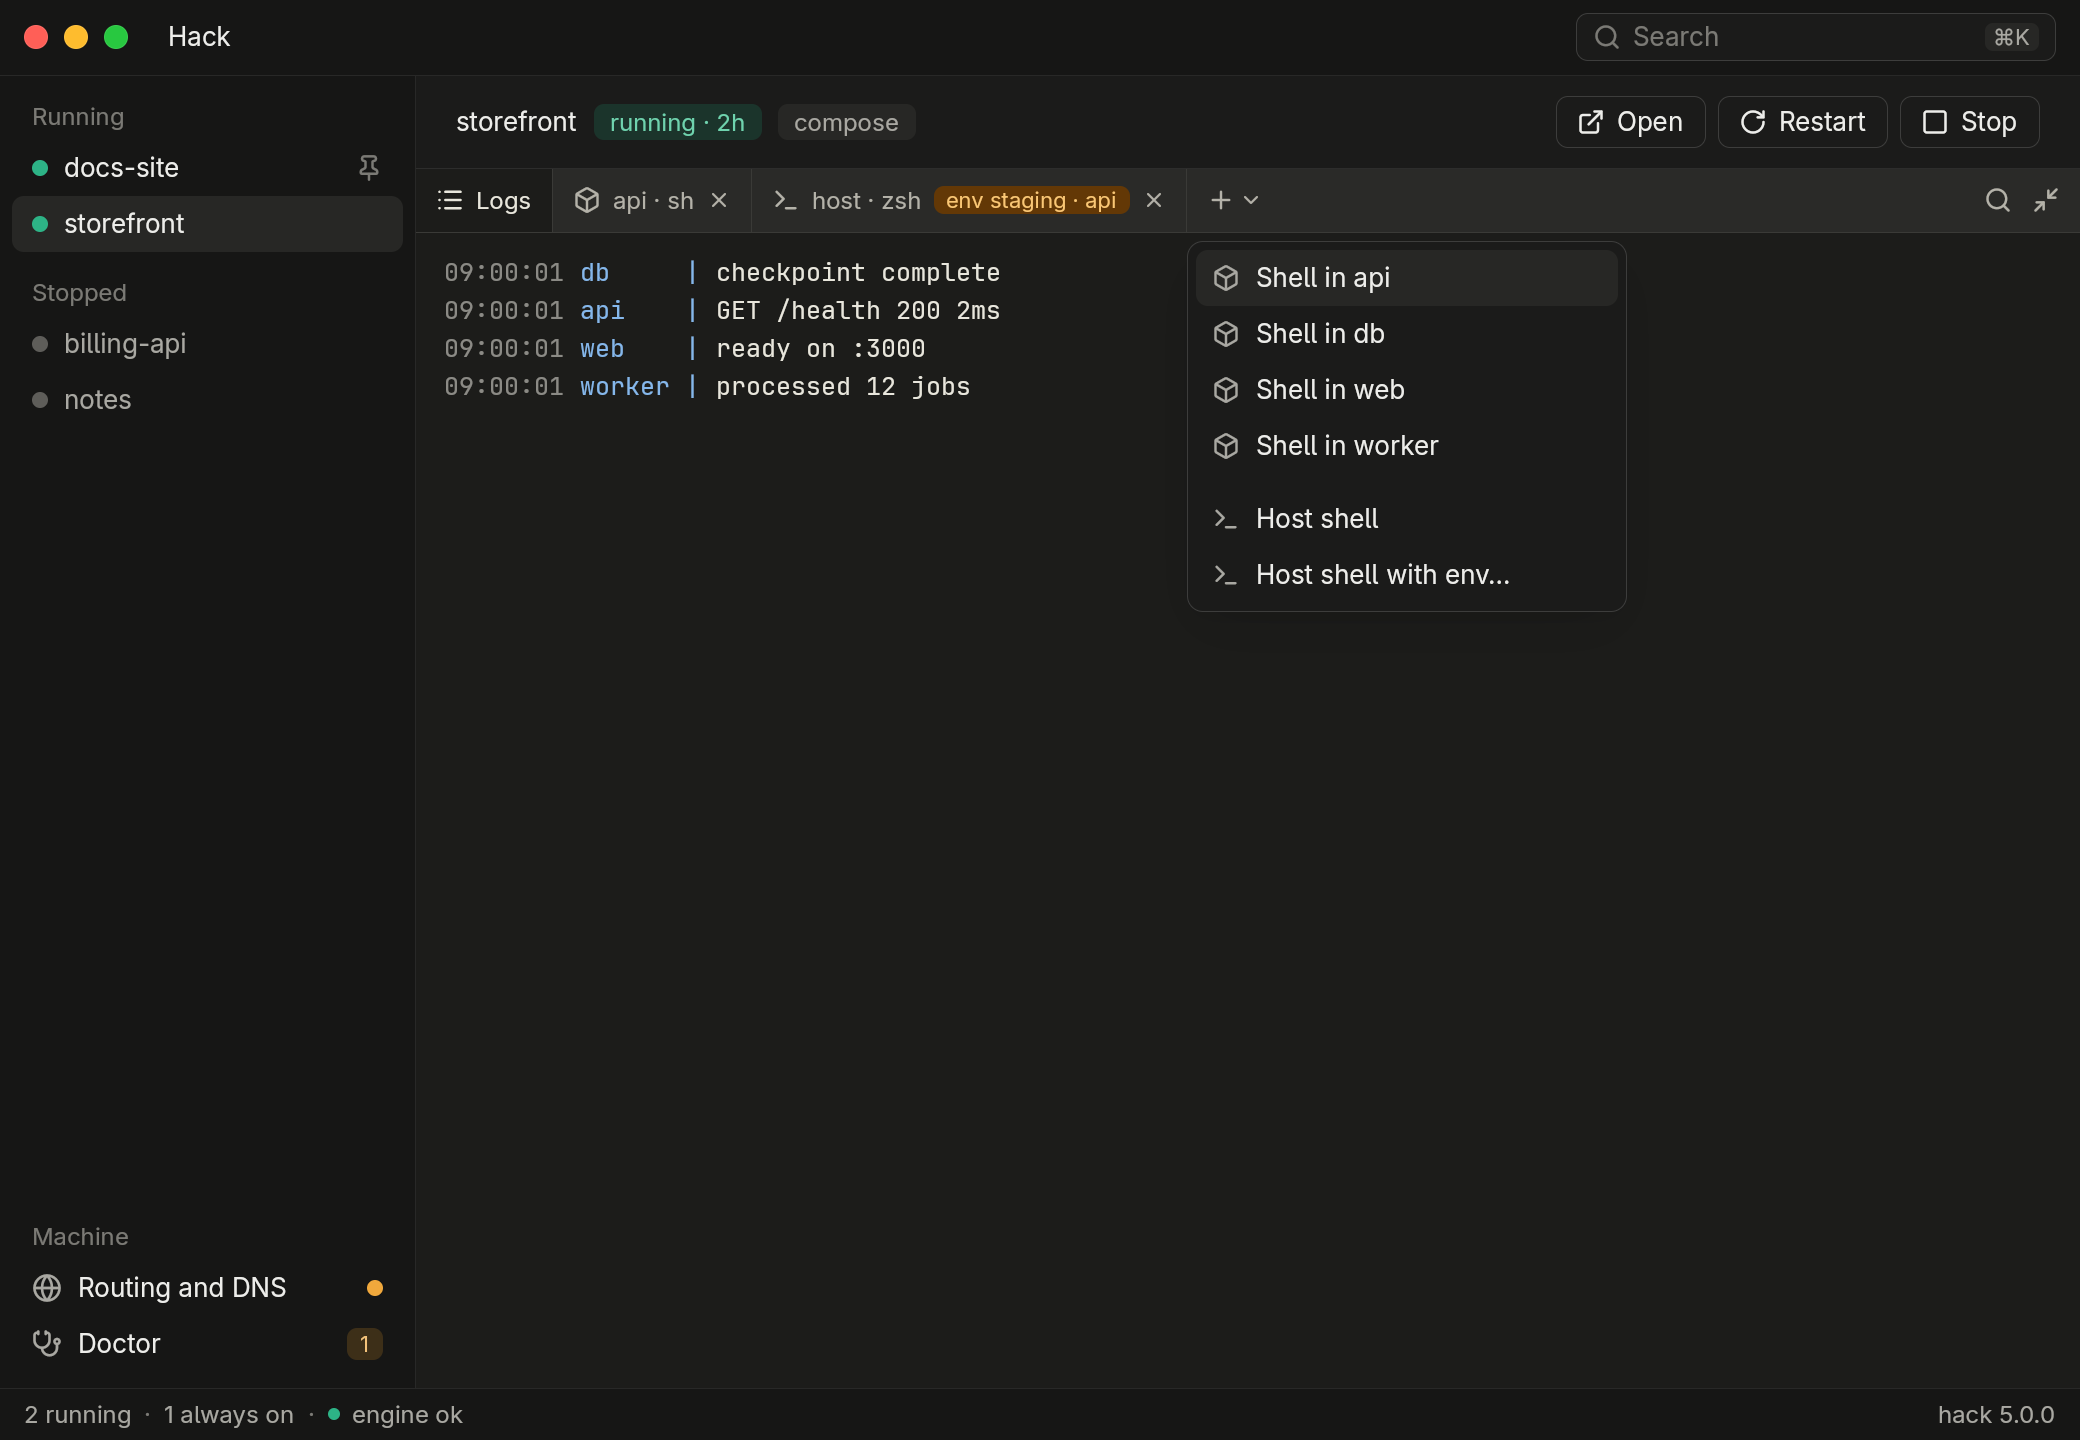 Hack
Search ⌘K
Running
docs-site
storefront
Stopped
billing-api
notes
Machine
Routing and DNS
Doctor 1
storefront running · 2h compose
Open Restart Stop
Logs api · sh host · zsh env staging · api
09:00:01 db | checkpoint complete
09:00:01 api | GET /health 200 2ms
09:00:01 web | ready on :3000
09:00:01 worker | processed 12 jobs
Shell in api
Shell in db
Shell in web
Shell in worker
Host shell
Host shell with env...
2 running · 1 always on · engine ok
hack 5.0.0